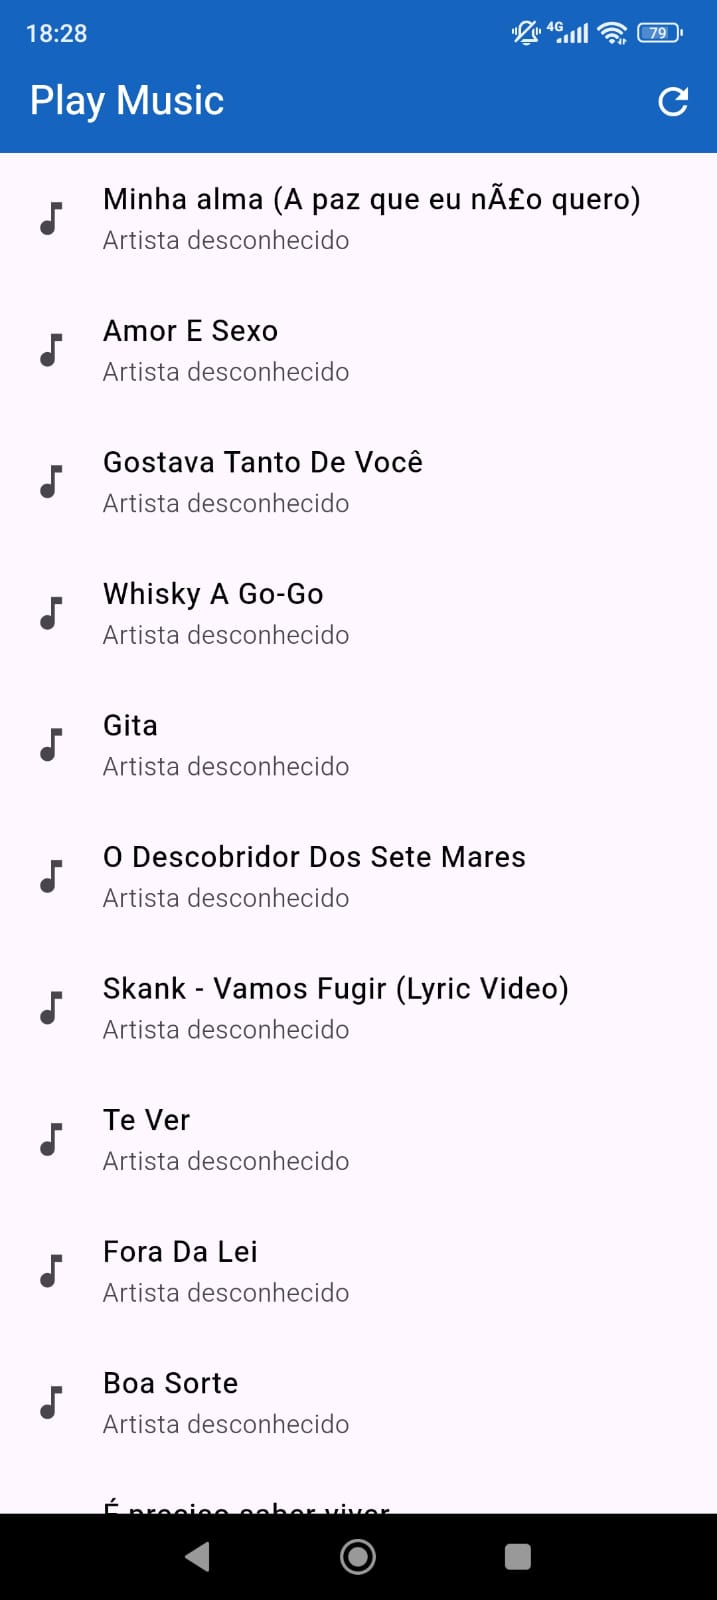 18:28
4G
79
Play Music
Minha alma (A paz que eu nÃ£o quero)
Artista desconhecido
Amor E Sexo
Artista desconhecido
Gostava Tanto De Você
Artista desconhecido
Whisky A Go-Go
Artista desconhecido
Gita
Artista desconhecido
O Descobridor Dos Sete Mares
Artista desconhecido
Skank - Vamos Fugir (Lyric Video)
Artista desconhecido
Te Ver
Artista desconhecido
Fora Da Lei
Artista desconhecido
Boa Sorte
Artista desconhecido
É preciso saber viver